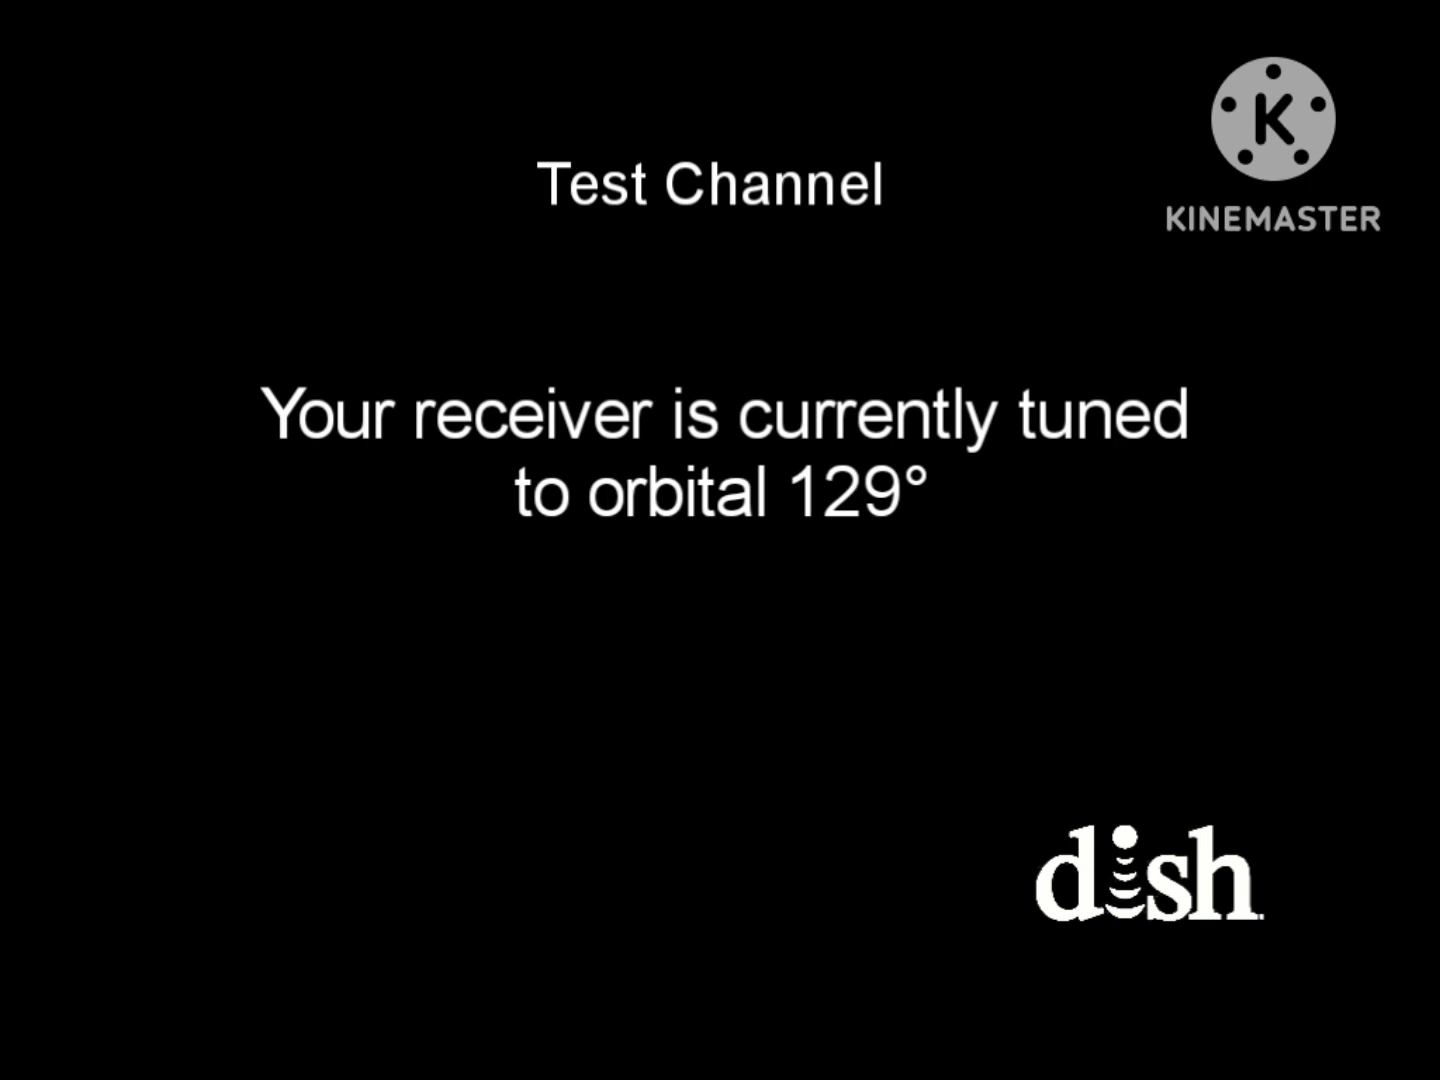 Test Channel
K
KINEMASTER
Your receiver is currently tuned
to orbital 129°
dish